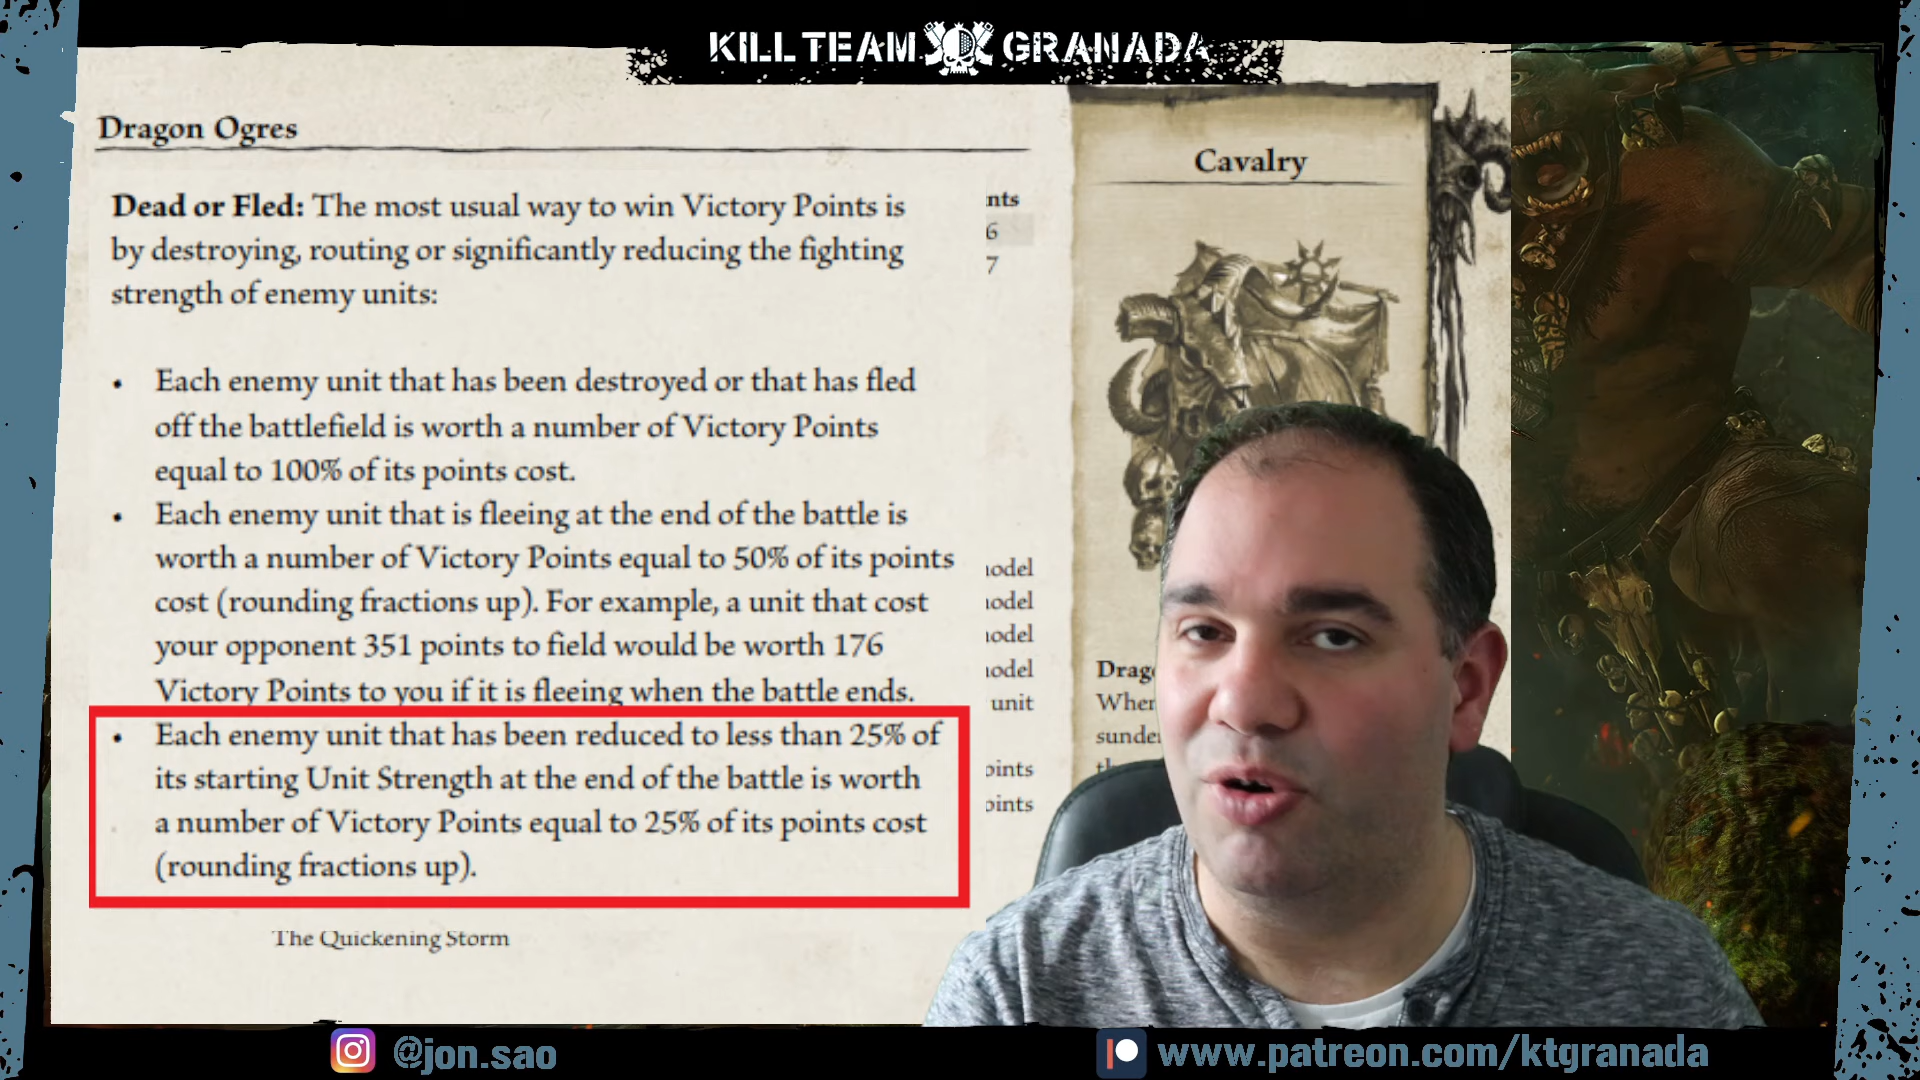 KILL TEAM GRANADA
Dragon Ogres
Dead or Fled: The most usual way to win Victory Points is
by destroying, routing or significantly reducing the fighting
strength of enemy units:
• Each enemy unit that has been destroyed or that has fled
off the battlefield is worth a number of Victory Points
equal to 100% of its points cost.
• Each enemy unit that is fleeing at the end of the battle is
worth a number of Victory Points equal to 50% of its points
cost (rounding fractions up). For example, a unit that cost
your opponent 351 points to field would be worth 176
Victory Points to you if it is fleeing when the battle ends.
• Each enemy unit that has been reduced to less than 25% of
its starting Unit Strength at the end of the battle is worth
a number of Victory Points equal to 25% of its points cost
(rounding fractions up).
The Quickening Storm
6
7
unit
Cavalry
@jon.sao
www.patreon.com/ktgranada